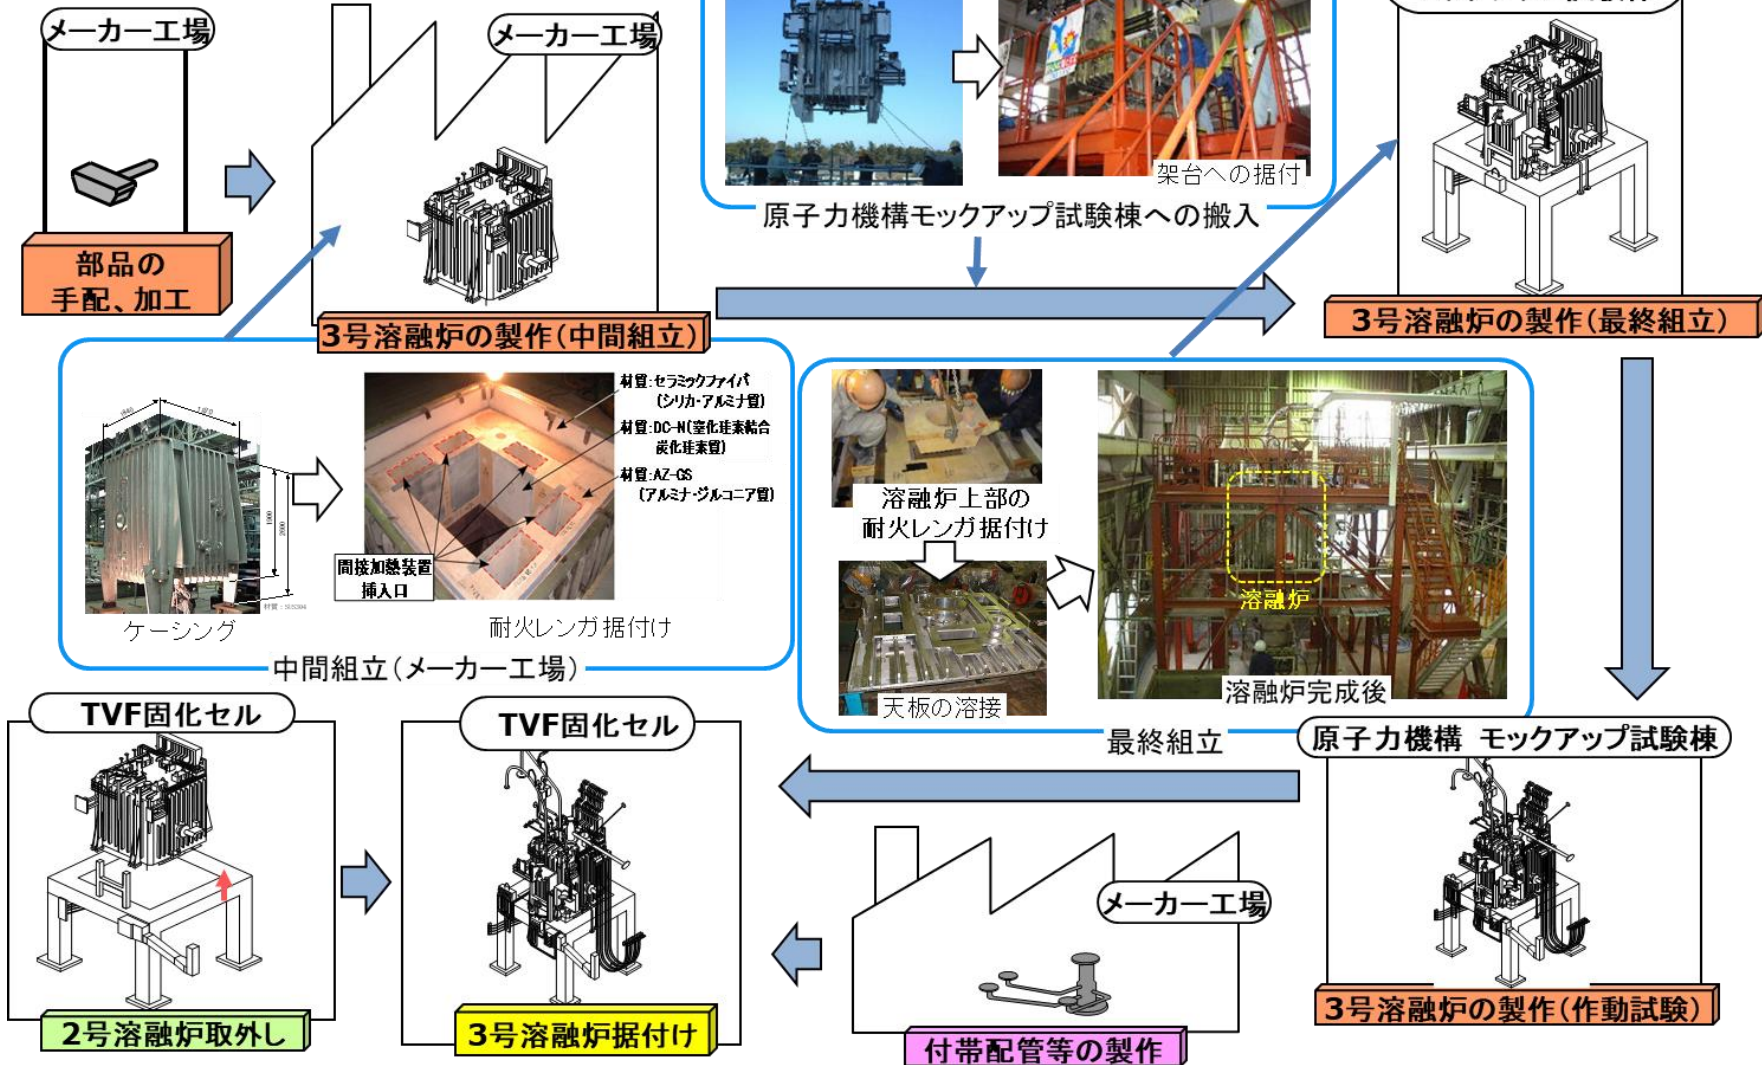 メーカー工場
メーカー工場
架台への据付
原子力機構モックアップ試験棟への搬入
部品の
手配、加工
3号溶融炉の製作(中間組立)
3号溶融炉の製作(最終組立)
材質:セラミックファイバ
(シリカ・アルミナ質)
材質:DC-N(窒化珪素結合
炭化珪素質)
材質:AZ-GS
(アルミナ・ジルコニア質)
間接加熱装置
挿入口
1900
2000
材質:SUS304
ケーシング
耐火レンガ据付け
中間組立(メーカー工場)
溶融炉上部の
耐火レンガ据付け
天板の溶接
溶融炉
溶融炉完成後
最終組立
TVF固化セル
TVF固化セル
原子力機構 モックアップ試験棟
メーカー工場
2号溶融炉取外し
3号溶融炉据付け
付帯配管等の製作
3号溶融炉の製作(作動試験)